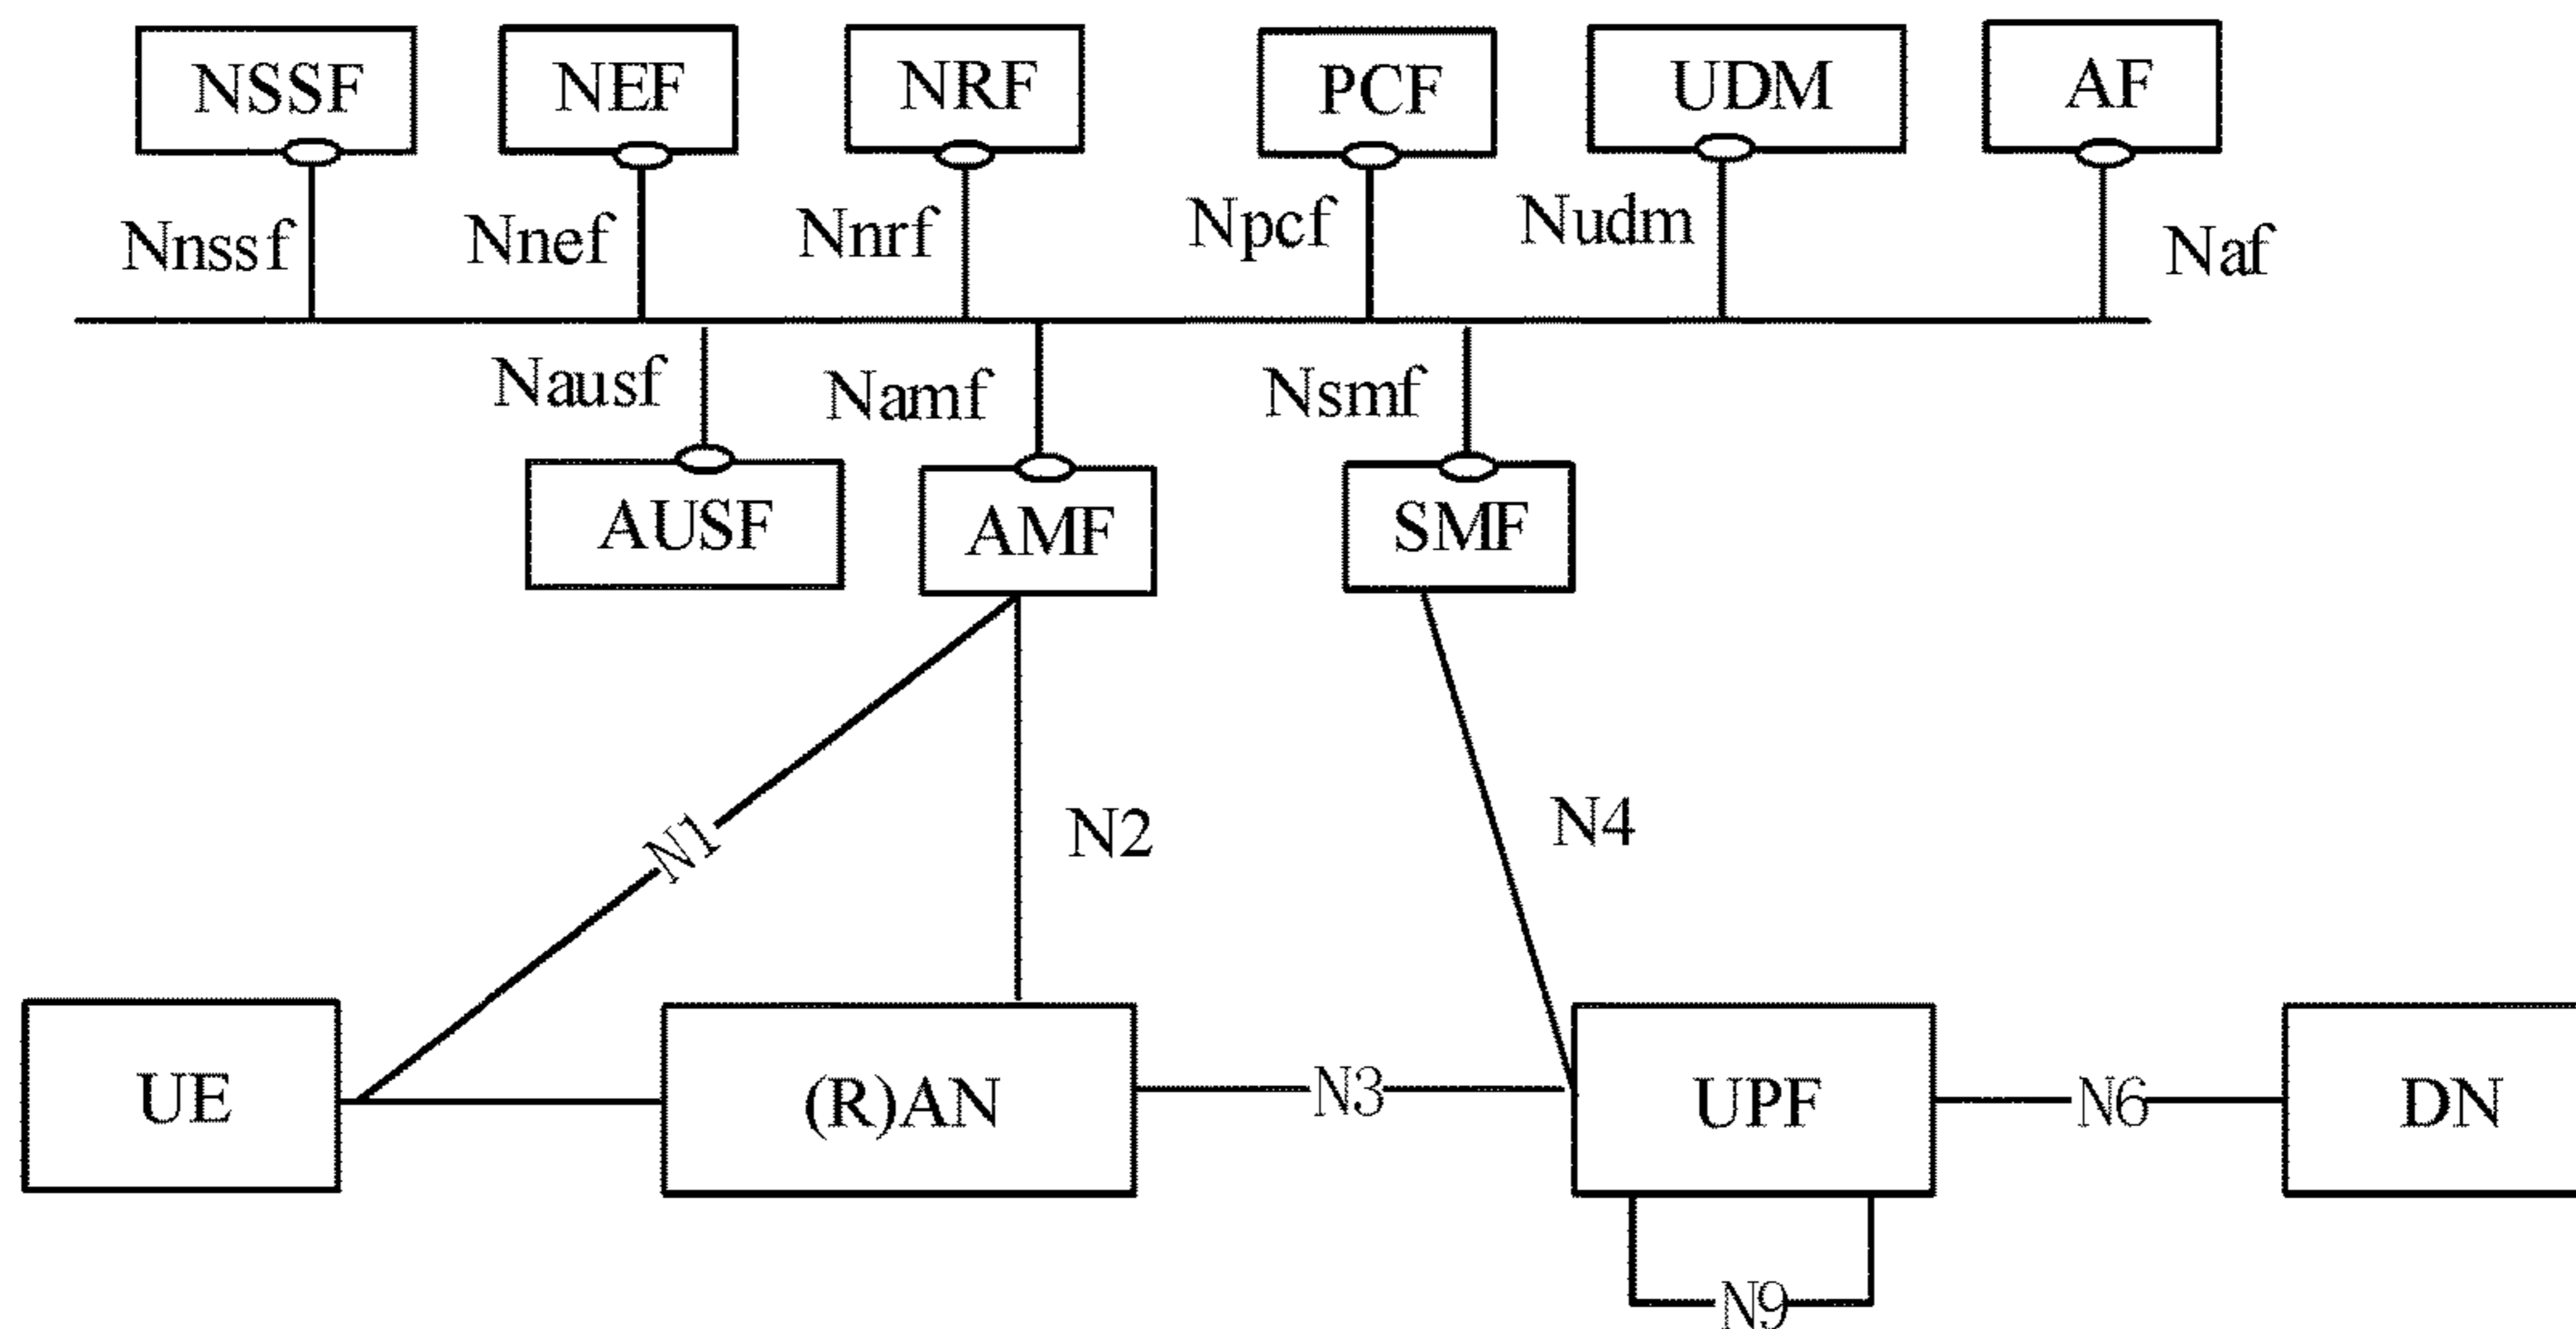 NSSF NEF NRF PCF UDM AF
Nnssf Nnef Nnrf Npcf Nudm Naf
Nausf Namf Nsmf
AUSF AMF SMF
N1 N2 N4
UE (R)AN N3 UPF N6 DN
N9